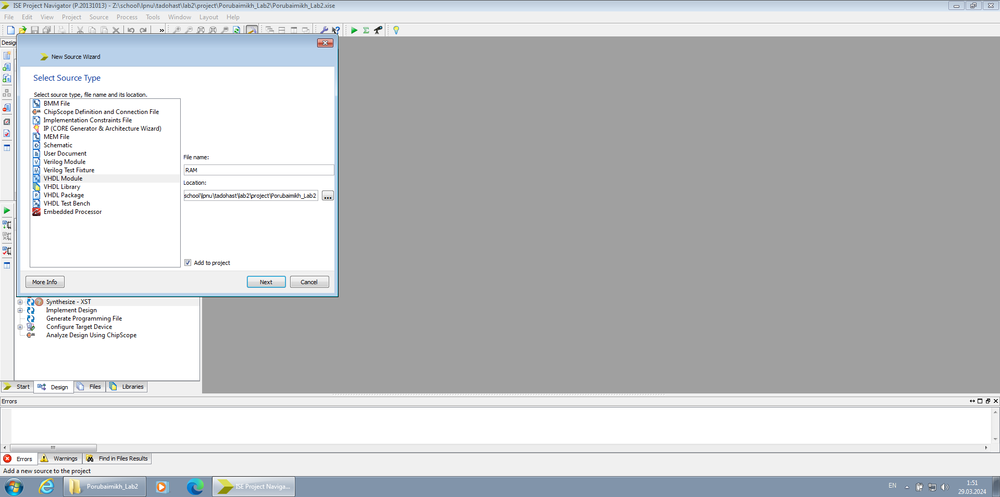 ISE Project Navigator (P.20131013) - Z:\school\lpnu\tadohast\lab2\project\Porubaimikh_Lab2\Porubaimikh_Lab2.xise
File Edit View Project Source Process Tools Window Layout Help
»
Design
New Source Wizard
Select Source Type
Select source type, file name and its location.
BMM File
ChipScope Definition and Connection File
Implementation Constraints File
IP (CORE Generator & Architecture Wizard)
MEM File
Schematic
User Document
Verilog Module
Verilog Test Fixture
VHDL Module
VHDL Library
VHDL Package
VHDL Test Bench
Embedded Processor
File name:
RAM
Location:
school\lpnu\tadohast\lab2\project\Porubaimikh_Lab2
...
Add to project
More Info
Next
Cancel
Synthesize - XST
Implement Design
Generate Programming File
Configure Target Device
Analyze Design Using ChipScope
Start Design Files Libraries
Errors
Errors Warnings Find in Files Results
Add a new source to the project
Porubaimikh_Lab2
ISE Project Naviga...
EN
1:51
29.03.2024